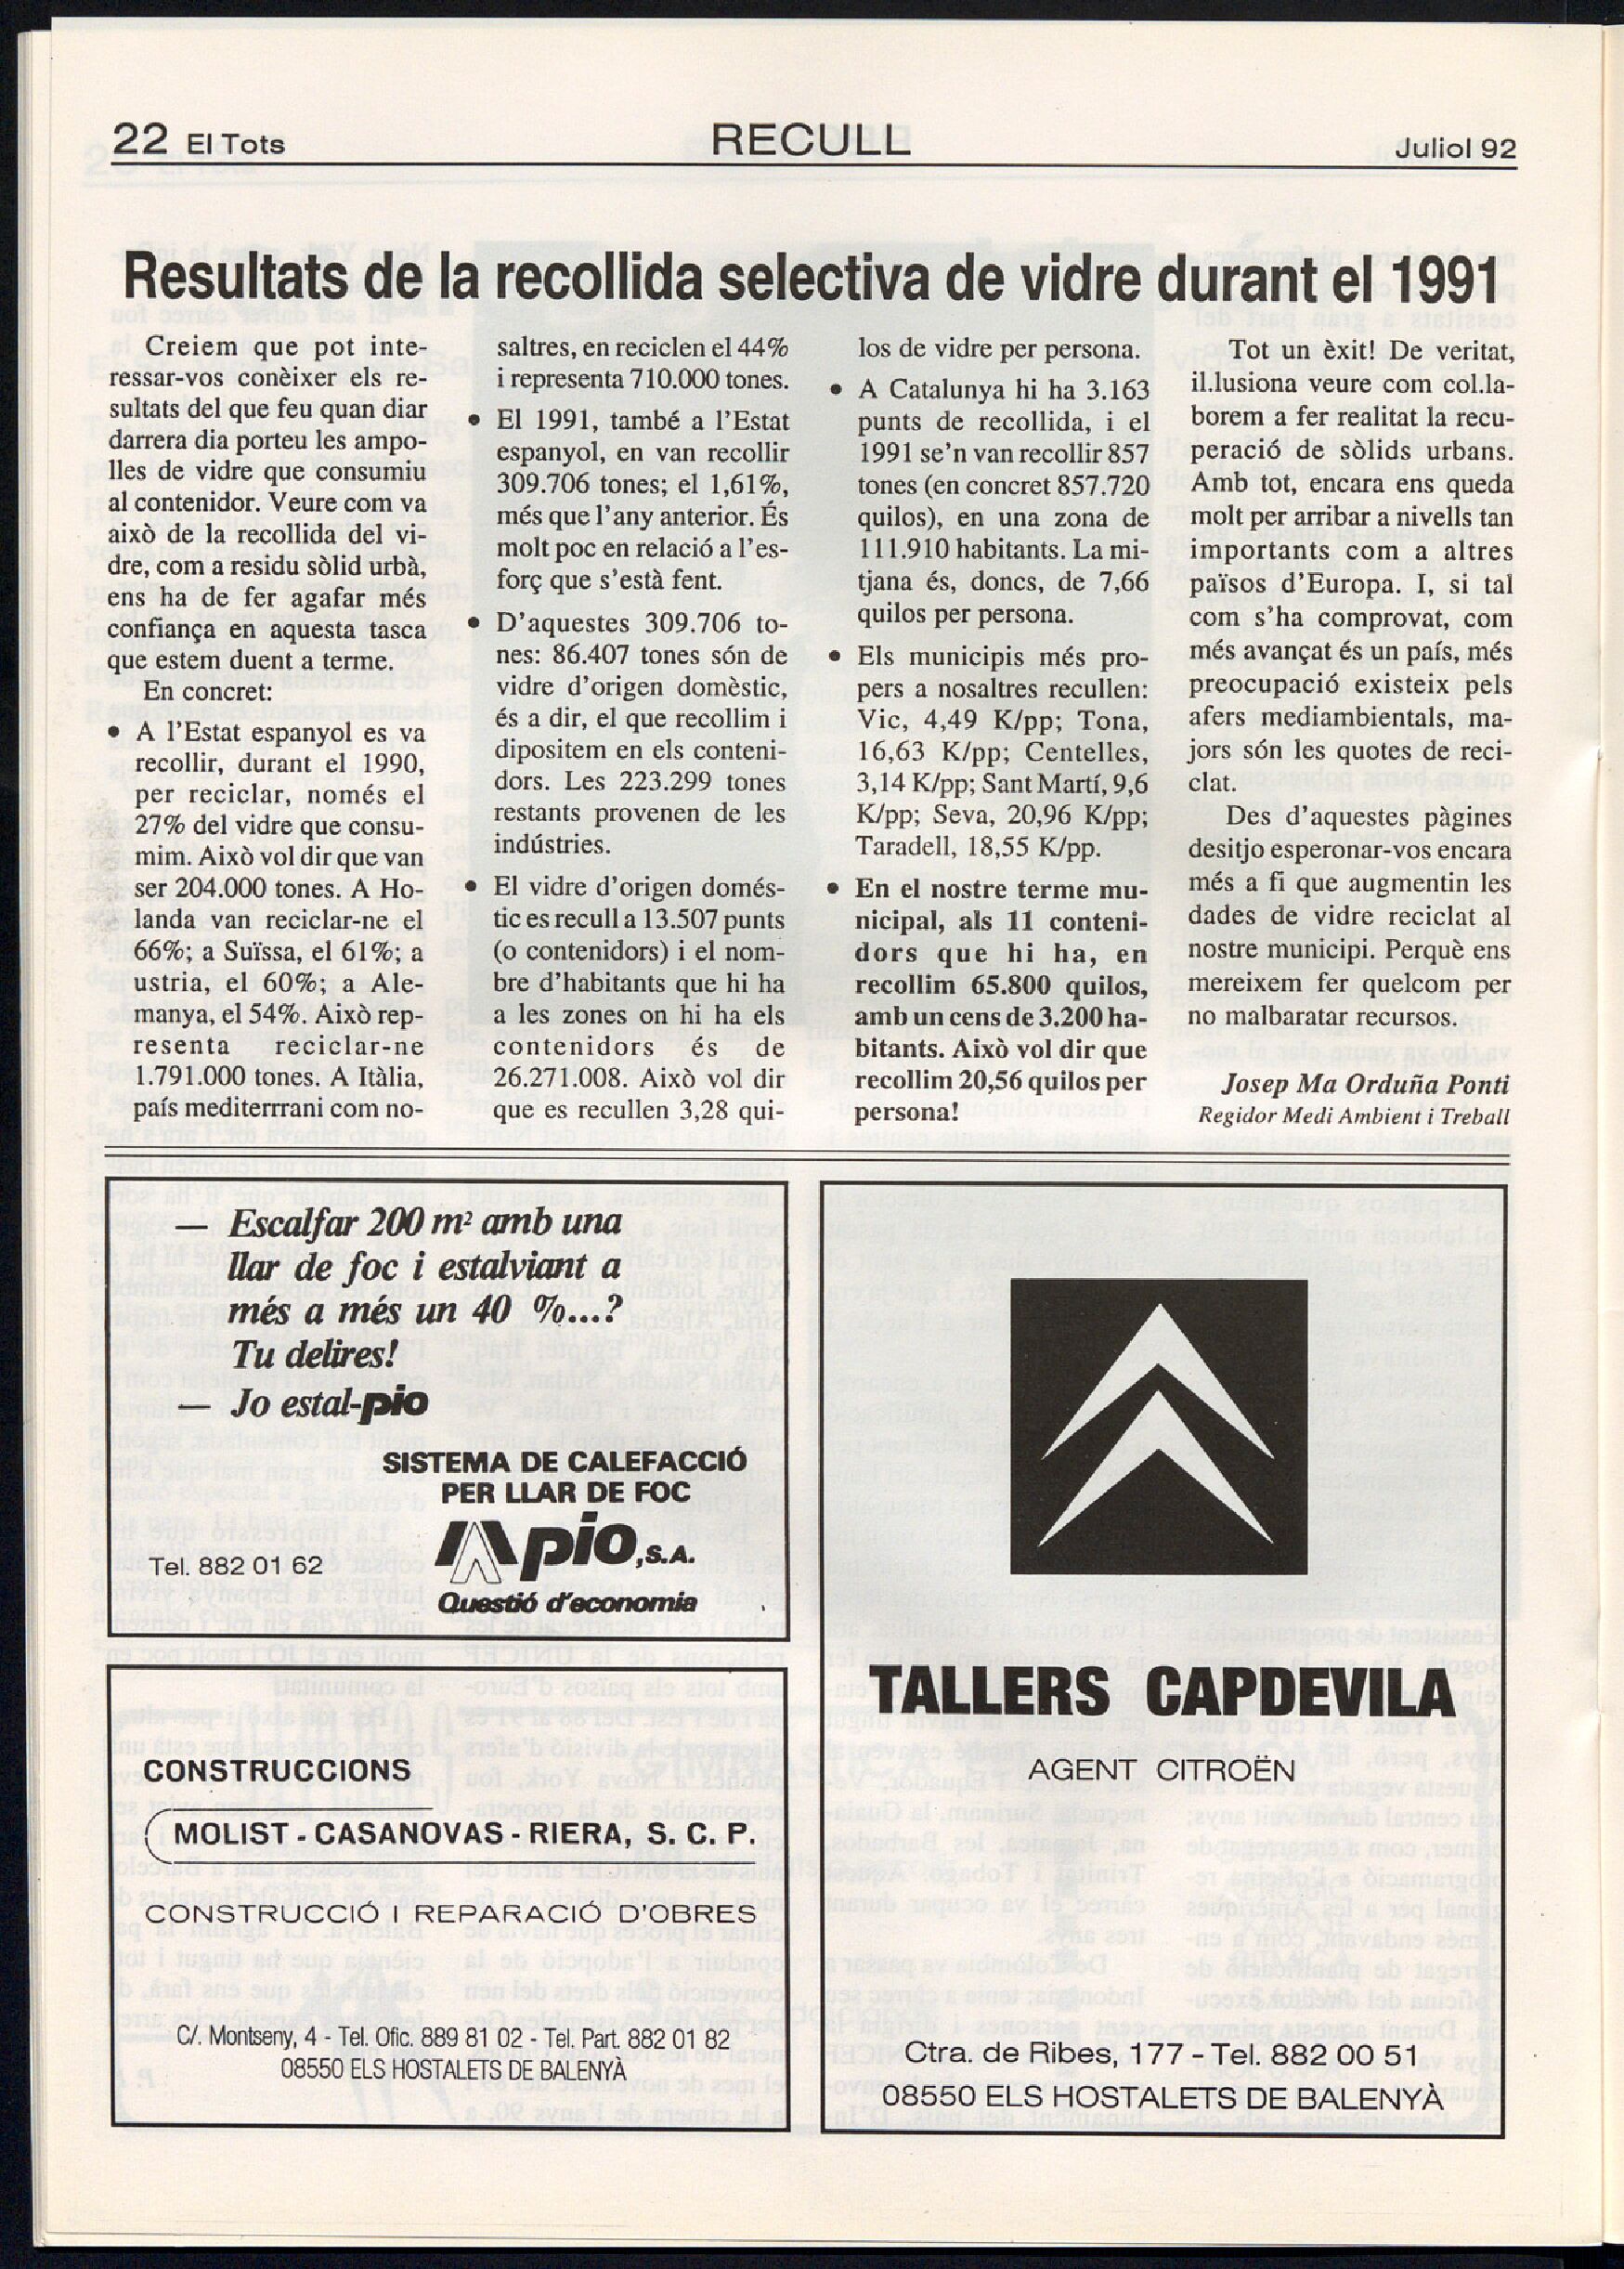 22 El Tots
RECULL
Juliol 92
Resultats de la recollida selectiva de vidre durant el 1991
Creiem que pot inte-
ressar-vos conèixer els re-
sultats del que feu quan diar
darrera dia porteu les ampo-
lles de vidre que consumiu
al contenidor. Veure com va
això de la recollida del vi-
dre, com a residu sòlid urbà,
ens ha de fer agafar més
confiança en aquesta tasca
que estem duent a terme.
En concret:
• A l'Estat espanyol es va
recollir, durant el 1990,
per reciclar, només el
27% del vidre que consu-
mim. Això vol dir que van
ser 204.000 tones. A Ho-
landa van reciclar-ne el
66%; a Suïssa, el 61%; a
ustria, el 60%; a Ale-
manya, el 54%. Això rep-
resenta reciclar-ne
1.791.000 tones. A Itàlia,
país mediterrrani com no-
saltres, en reciclen el 44%
i representa 710.000 tones.
• El 1991, també a l'Estat
espanyol, en van recollir
309.706 tones; el 1,61%,
més que l'any anterior. És
molt poc en relació a l'es-
forç que s'està fent.
• D'aquestes 309.706 to-
nes: 86.407 tones són de
vidre d'origen domèstic,
és a dir, el que recollim i
dipositem en els conteni-
dors. Les 223.299 tones
restants provenen de les
indústries.
• El vidre d'origen domés-
tic es recull a 13.507 punts
(o contenidors) i el nom-
bre d'habitants que hi ha
a les zones on hi ha els
contenidors és de
26.271.008. Això vol dir
que es recullen 3,28 qui-
los de vidre per persona.
• A Catalunya hi ha 3.163
punts de recollida, i el
1991 se'n van recollir 857
tones (en concret 857.720
quilos), en una zona de
111.910 habitants. La mi-
tjana és, doncs, de 7,66
quilos per persona.
• Els municipis més pro-
pers a nosaltres recullen:
Vic, 4,49 K/pp; Tona,
16,63 K/pp; Centelles,
3,14 K/pp; Sant Martí, 9,6
K/pp; Seva, 20,96 K/pp;
Taradell, 18,55 K/pp.
• En el nostre terme mu-
nicipal, als 11 conteni-
dors que hi ha, en
recollim 65.800 quilos,
amb un cens de 3.200 ha-
bitants. Això vol dir que
recollim 20,56 quilos per
persona!
Tot un èxit! De veritat,
il.lusiona veure com col.la-
borem a fer realitat la recu-
peració de sòlids urbans.
Amb tot, encara ens queda
molt per arribar a nivells tan
importants com a altres
països d'Europa. I, si tal
com s'ha comprovat, com
més avançat és un país, més
preocupació existeix pels
afers mediambientals, ma-
jors són les quotes de reci-
clat.
Des d'aquestes pàgines
desitjo esperonar-vos encara
més a fi que augmentin les
dades de vidre reciclat al
nostre municipi. Perquè ens
mereixem fer quelcom per
no malbaratar recursos.
Josep Ma Orduña Ponti
Regidor Medi Ambient i Treball
— Escalfar 200 m² amb una
llar de foc i estalviant a
més a més un 40 %...?
Tu delires!
— Jo estal-pio
SISTEMA DE CALEFACCIÓ
PER LLAR DE FOC
Tel. 882 01 62
pio,S.A.
Questió d'economia
CONSTRUCCIONS
MOLIST - CASANOVAS - RIERA, S. C. P.
CONSTRUCCIÓ I REPARACIÓ D'OBRES
C/. Montseny, 4 - Tel. Ofic. 889 81 02 - Tel. Part. 882 01 82
08550 ELS HOSTALETS DE BALENYÀ
TALLERS CAPDEVILA
AGENT CITROËN
Ctra. de Ribes, 177 - Tel. 882 00 51
08550 ELS HOSTALETS DE BALENYÀ